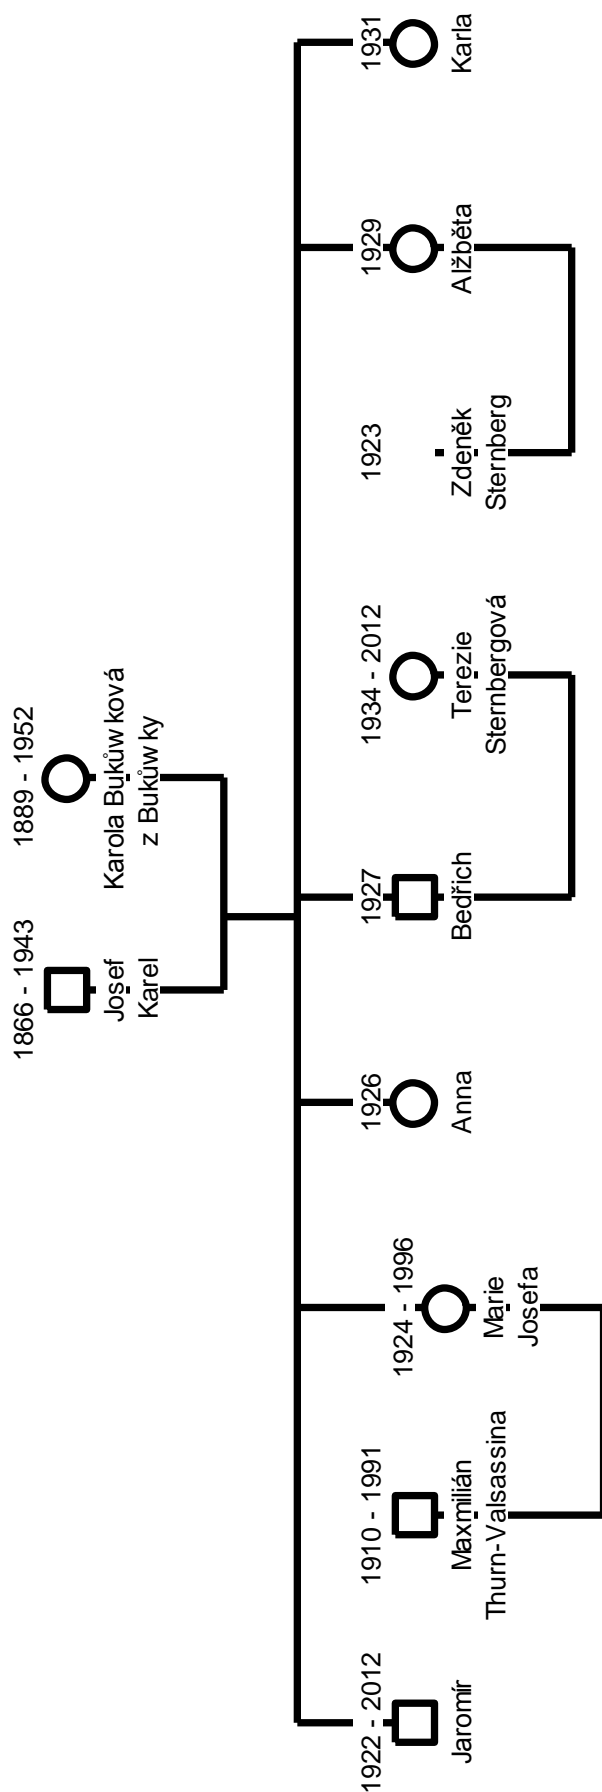 1866 - 1943
Josef
Karel
1889 - 1952
Karola Bukůwková
z Bukůwky
1922 - 2012
Jaromír
1910 - 1991
Maxmilián
Thurn-Valsassina
1924 - 1996
Marie
Josefa
1926
Anna
1927
Bedřich
1934 - 2012
Terezie
Sternbergová
1923
Zdeněk
Sternberg
1929
Alžběta
1931
Karla